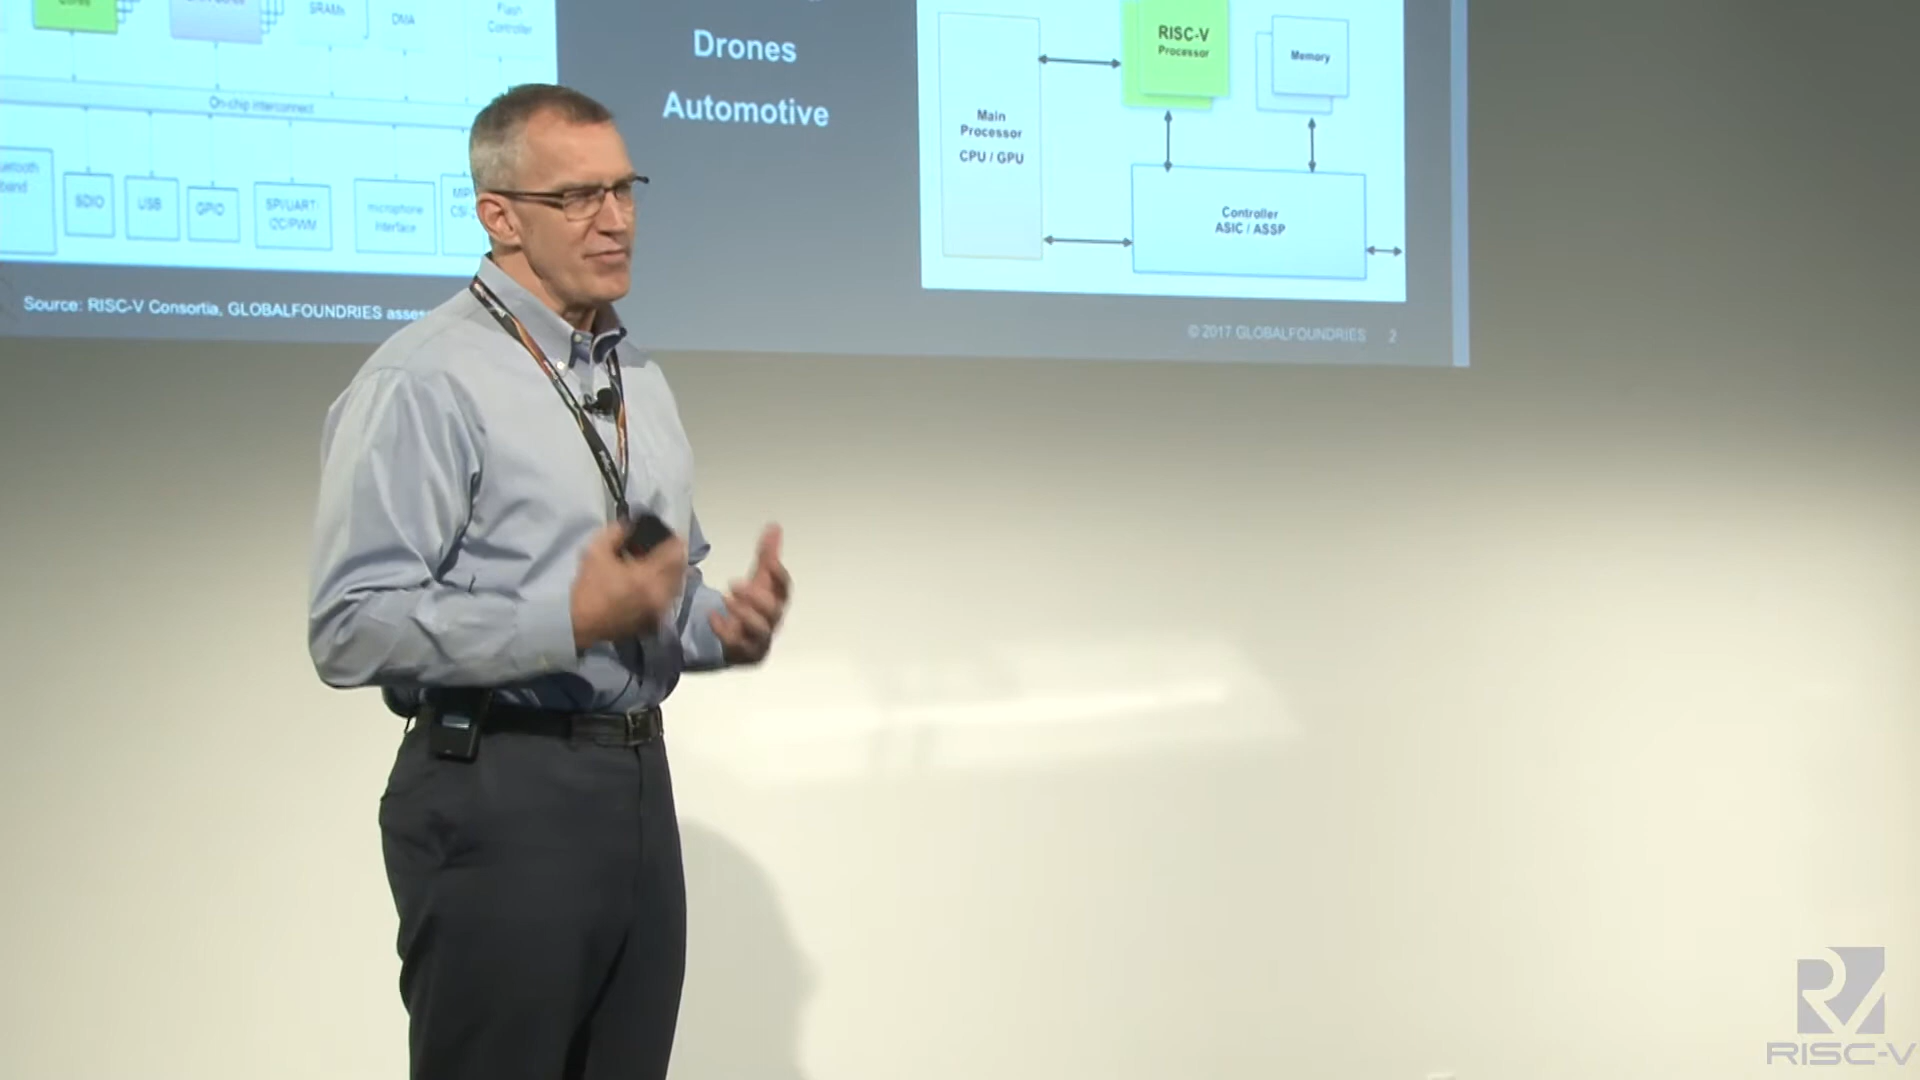 Cores
SRAMs
DMA
Flash
Controller
On-chip interconnect
SDIO
USB
GPIO
SPI/UART/
I2C/PWM
microphone
interface
Source: RISC-V Consortia, GLOBALFOUNDRIES
Drones
Automotive
RISC-V
Processor
Memory
Main
Processor
CPU / GPU
Controller
ASIC / ASSP
© 2017 GLOBALFOUNDRIES 2
RISC-V